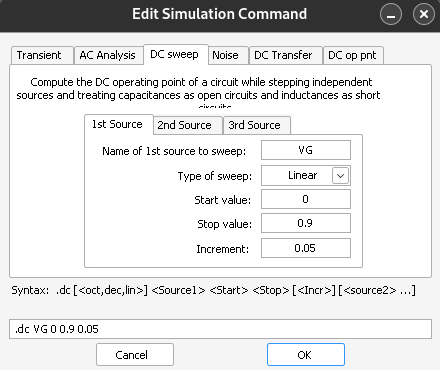 Edit Simulation Command
Transient AC Analysis DC sweep Noise DC Transfer DC op pnt
Compute the DC operating point of a circuit while stepping independent
sources and treating capacitances as open circuits and inductances as short
circuits.
1st Source 2nd Source 3rd Source
Name of 1st source to sweep: VG
Type of sweep: Linear
Start value: 0
Stop value: 0.9
Increment: 0.05
Syntax: .dc [<oct,dec,lin>] <Source1> <Start> <Stop> [<Incr>] [<source2> ...]
.dc VG 0 0.9 0.05
Cancel OK